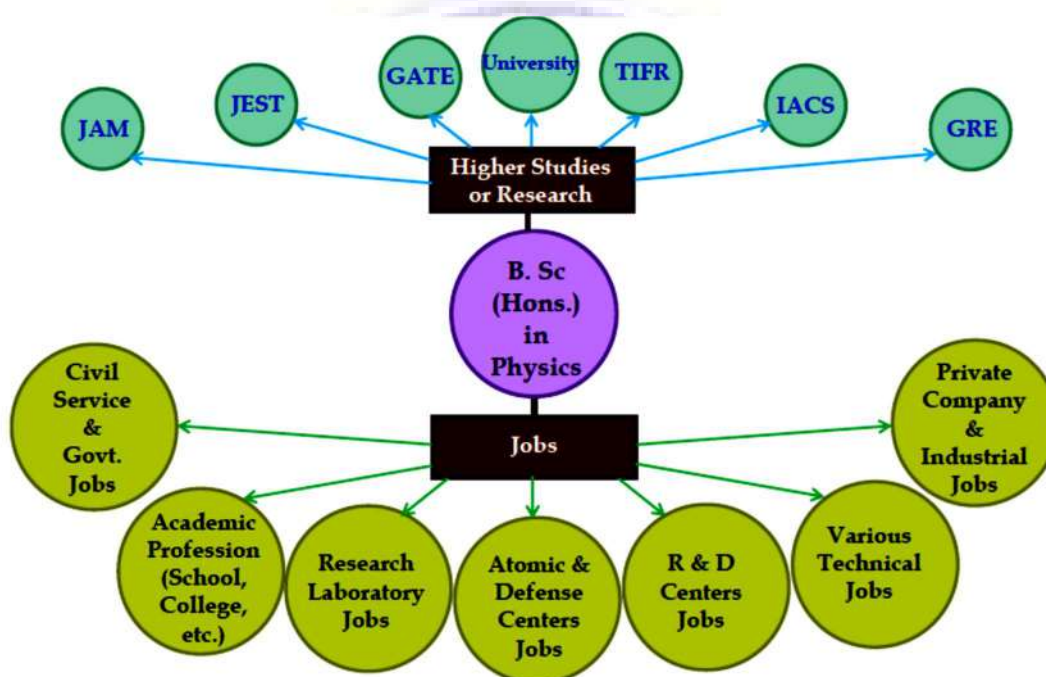 JAM
JEST
GATE
University
TIFR
IACS
GRE
Higher Studies
or Research
B. Sc
(Hons.)
in
Physics
Jobs
Civil
Service
&
Govt.
Jobs
Academic
Profession
(School,
College,
etc.)
Research
Laboratory
Jobs
Atomic &
Defense
Centers
Jobs
R & D
Centers
Jobs
Various
Technical
Jobs
Private
Company
&
Industrial
Jobs